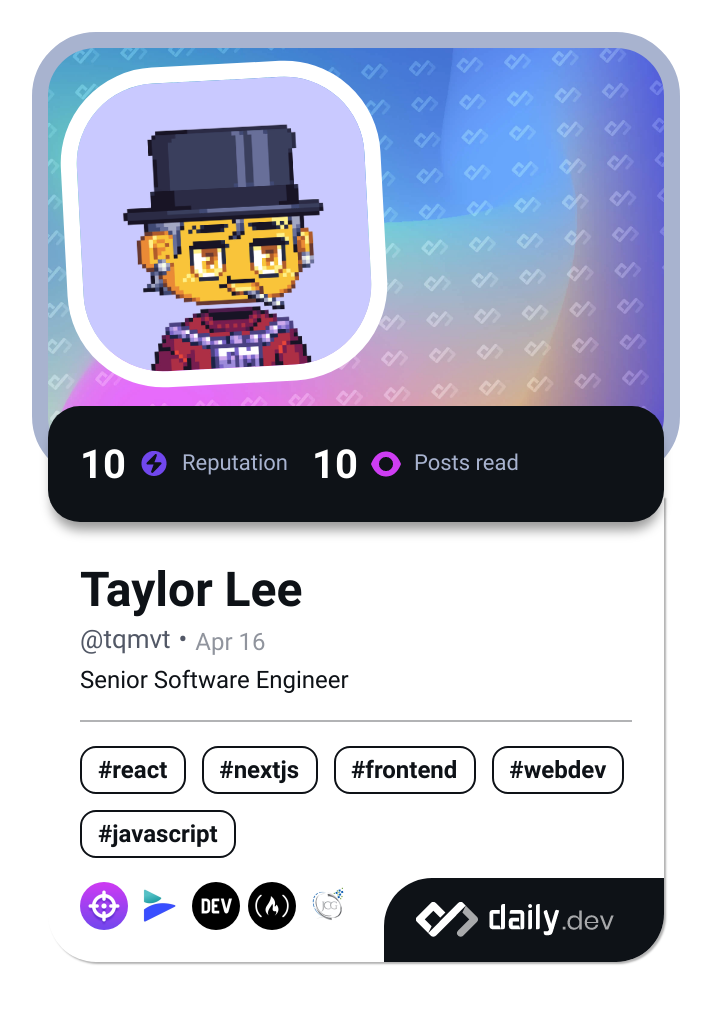 GM
10 Reputation 10 Posts read
Taylor Lee
@tqmvt • Apr 16
Senior Software Engineer
#react #nextjs #frontend #webdev
#javascript
DEV JCG daily.dev